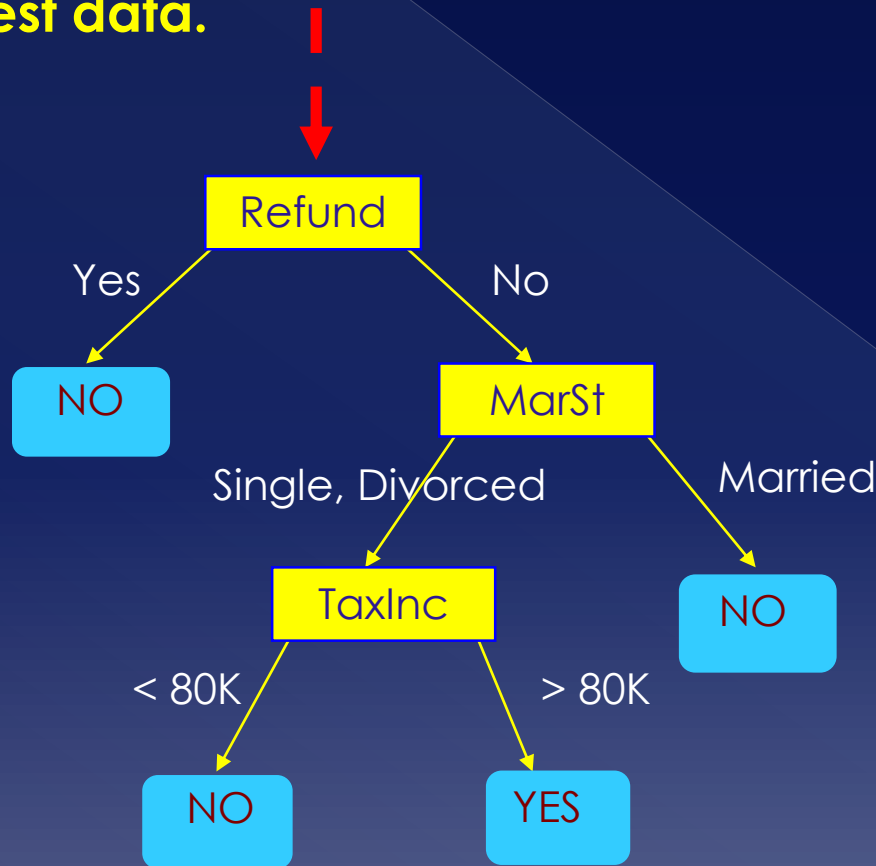 est data.
Refund
Yes
No
NO
MarSt
Single, Divorced
Married
TaxInc
NO
< 80K
> 80K
NO
YES